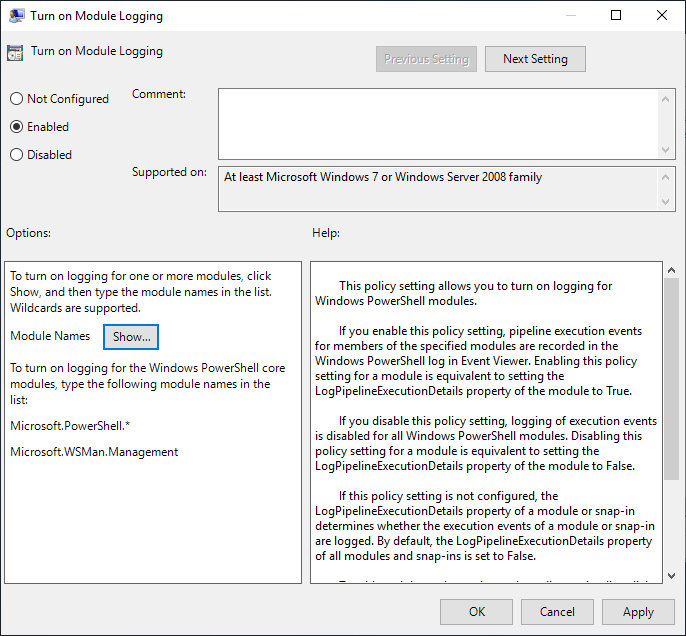 Turn on Module Logging
Turn on Module Logging
Previous Setting
Next Setting
Not Configured
Enabled
Disabled
Comment:
Supported on:
At least Microsoft Windows 7 or Windows Server 2008 family
Options:
Help:
To turn on logging for one or more modules, click
Show, and then type the module names in the list.
Wildcards are supported.
Module Names
Show...
To turn on logging for the Windows PowerShell core
modules, type the following module names in the
list:
Microsoft.PowerShell.*
Microsoft.WSMan.Management
This policy setting allows you to turn on logging for
Windows PowerShell modules.
If you enable this policy setting, pipeline execution events
for members of the specified modules are recorded in the
Windows PowerShell log in Event Viewer. Enabling this policy
setting for a module is equivalent to setting the
LogPipelineExecutionDetails property of the module to True.
If you disable this policy setting, logging of execution events
is disabled for all Windows PowerShell modules. Disabling this
policy setting for a module is equivalent to setting the
LogPipelineExecutionDetails property of the module to False.
If this policy setting is not configured, the
LogPipelineExecutionDetails property of a module or snap-in
determines whether the execution events of a module or snap-in
are logged. By default, the LogPipelineExecutionDetails property
of all modules and snap-ins is set to False.
OK
Cancel
Apply